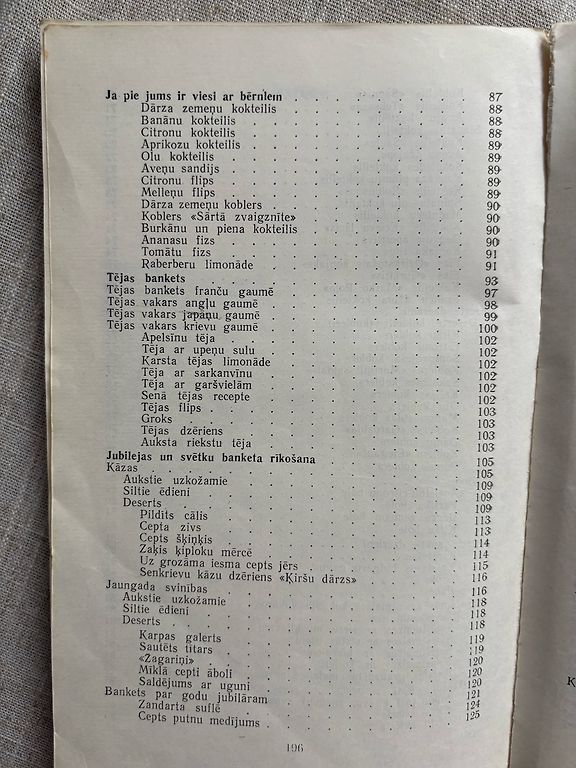 Ja pie jums ir viesi ar bērniem . . . . . . . 87
Dārza zemeņu kokteilis . . . . . . . 88
Banānu kokteilis . . . . . . . 88
Citronu kokteilis . . . . . . . 88
Aprikozu kokteilis . . . . . . . 89
Olu kokteilis . . . . . . . 89
Aveņu sandijs . . . . . . . 89
Citronu flips . . . . . . . 89
Melleņu flips . . . . . . . 89
Dārza zemeņu koblers . . . . . . . 90
Koblers «Sārtā zvaigznīte» . . . . . . . 90
Burkānu un piena kokteilis . . . . . . . 90
Ananasu fizs . . . . . . . 90
Tomātu fizs . . . . . . . 91
Raberberu limonāde . . . . . . . 91
Tējas bankets . . . . . . . 93
Tējas bankets franču gaumē . . . . . . . 97
Tējas vakars angļu gaumē . . . . . . . 98
Tējas vakars japāņu gaumē . . . . . . . 99
Tējas vakars krievu gaumē . . . . . . . 100
Apelsīnu tēja . . . . . . . 102
Tēja ar upeņu sulu . . . . . . . 102
Karsta tējas limonāde . . . . . . . 102
Tēja ar sarkanvīnu . . . . . . . 102
Tēja ar garšvielām . . . . . . . 102
Senā tējas recepte . . . . . . . 102
Tējas flips . . . . . . . 103
Groks . . . . . . . 103
Tējas dzēriens . . . . . . . 103
Auksta riekstu tēja . . . . . . . 103
Jubilejas un svētku banketa rīkošana . . . . . . . 105
Kāzas . . . . . . . 105
Aukstie uzkožamie . . . . . . . 109
Siltie ēdieni . . . . . . . 109
Deserts . . . . . . . 109
Pildīts cālis . . . . . . . 113
Cepta zivs . . . . . . . 113
Cepts šķiņķis . . . . . . . 114
Zaķis ķiploku mērcē . . . . . . . 114
Uz grozāma iesma cepts jērs . . . . . . . 115
Senkrievu kāzu dzēriens «Ķiršu dārzs» . . . . . . . 116
Jaungada svinības . . . . . . . 116
Aukstie uzkožamie . . . . . . . 118
Siltie ēdieni . . . . . . . 118
Deserts . . . . . . . 118
Karpas galerts . . . . . . . 119
Sautēts tītars . . . . . . . 119
«Žagariņi» . . . . . . . 120
Mīklā cepti āboli . . . . . . . 120
Saldējums ar uguni . . . . . . . 120
Bankets par godu jubilāram . . . . . . . 121
Zandarta suflē . . . . . . . 124
Cepts putnu medījums . . . . . . . 125
196
Ķ